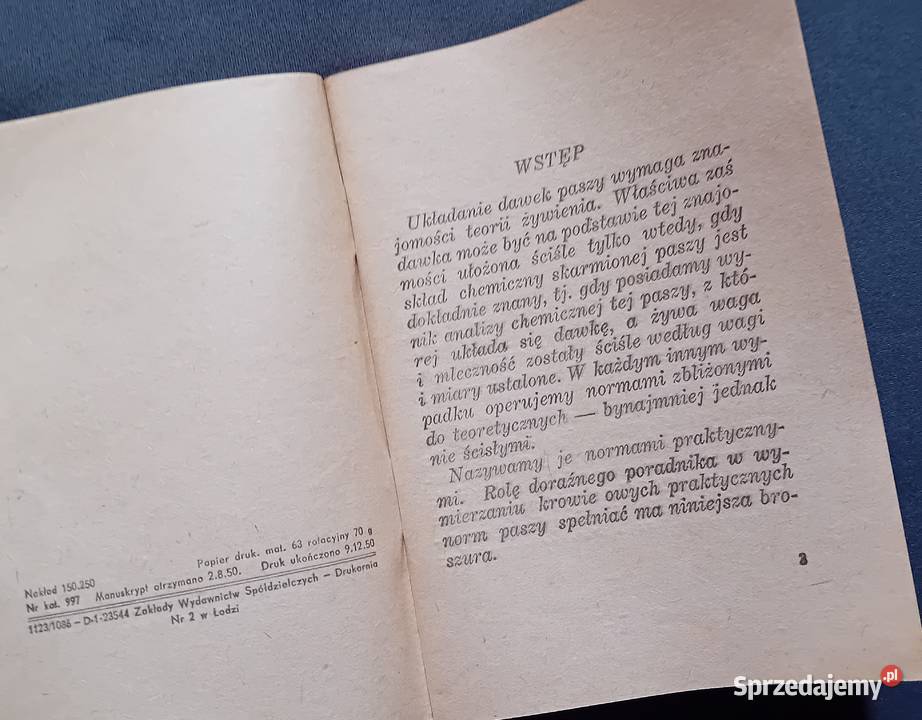 Nakład 150.250 Papier druk. mat. 63 rotacyjny 70 g
Nr kat. 997 Manuskrypt otrzymano 2.8.50. Druk ukończono 9.12.50
1123/1086 — D-1-23544 Zakłady Wydawnictw Spółdzielczych — Drukarnia
Nr 2 w Łodzi
WSTĘP
Układanie dawek paszy wymaga zna-
jomości teorii żywienia. Właściwa zaś
dawka może być na podstawie tej znajo-
mości ułożona ściśle tylko wtedy, gdy
skład chemiczny skarmionej paszy jest
dokładnie znany, tj. gdy posiadamy wy-
nik analizy chemicznej tej paszy, z któ-
rej układa się dawkę, a żywa waga
i mleczność zostały ściśle według wagi
i miary ustalone. W każdym innym wy-
padku operujemy normami zbliżonymi
do teoretycznych — bynajmniej jednak
nie ścisłymi.
Nazywamy je normami praktyczny-
mi. Rolę doraźnego poradnika w wy-
mierzaniu krowie owych praktycznych
norm paszy spełniać ma niniejsza bro-
szura.
3
Sprzedajemy.pl